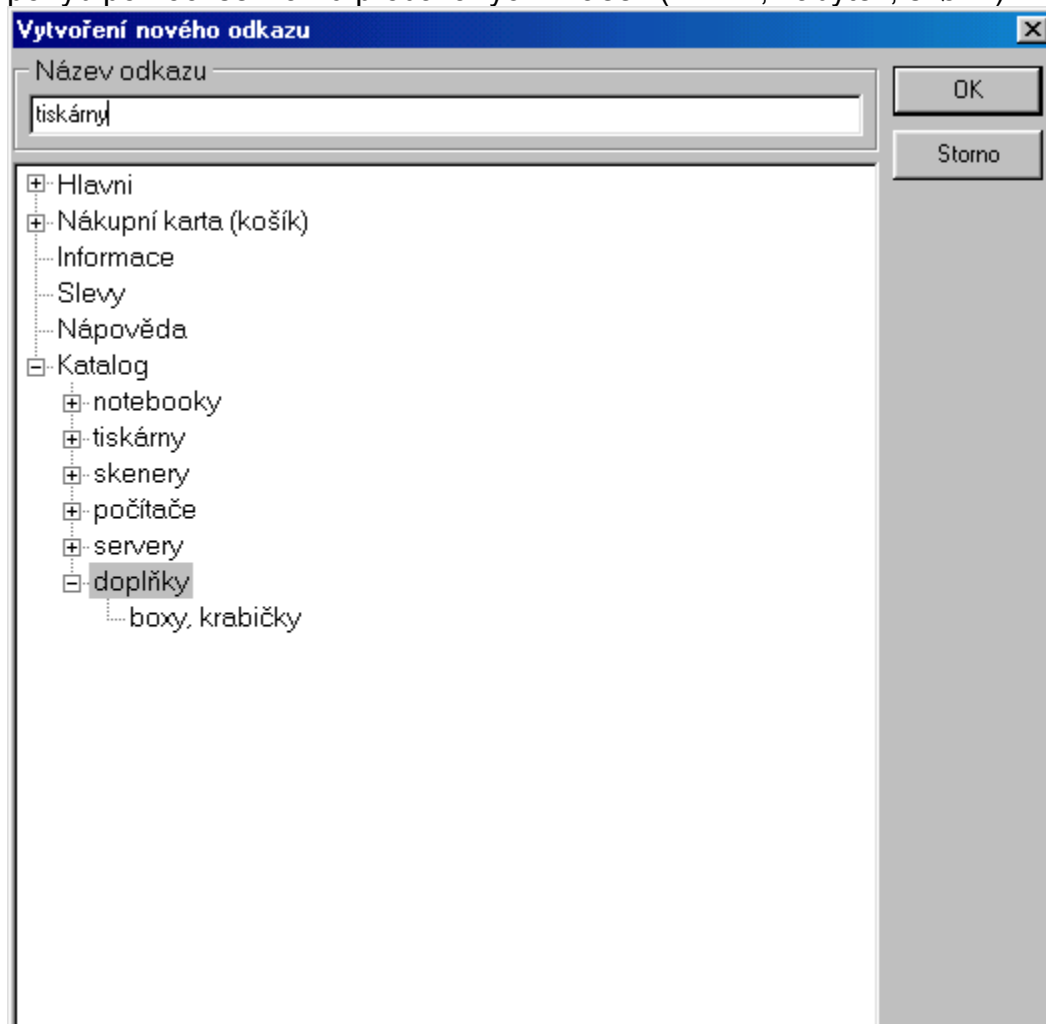 Vytvoření nového odkazu
Název odkazu
tiskárny
OK
Storno
Hlavni
Nákupní karta (košík)
Informace
Slevy
Nápověda
Katalog
notebooky
tiskárny
skenery
počítače
servery
doplňky
boxy, krabičky